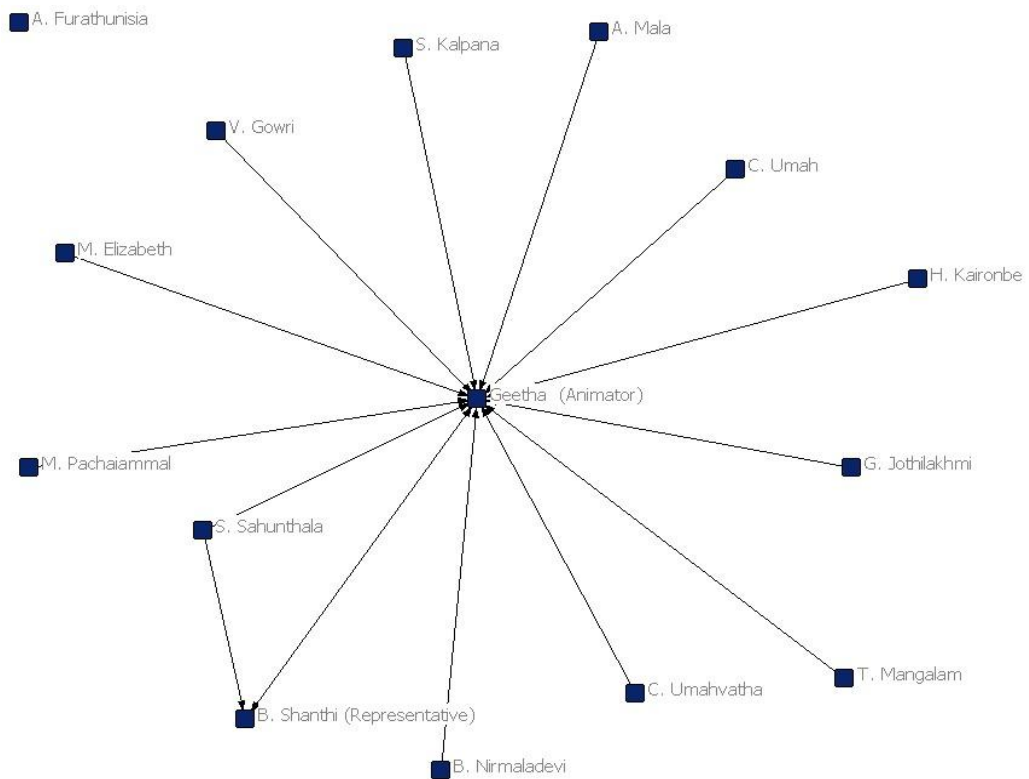 A. Furathunisia
A. Mala
S. Kalpana
V. Gowri
C. Umah
M. Elizabeth
H. Kaironbe
Geetha (Animator)
M. Pachaiammal
G. Jothilakhmi
S. Sahunthala
T. Mangalam
C. Umahvatha
B. Shanthi (Representative)
B. Nirmaladevi